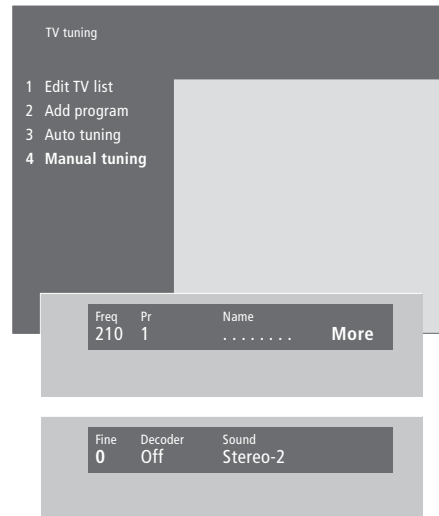 TV tuning
1 Edit TV list
2 Add program
3 Auto tuning
4 Manual tuning
Freq Pr Name
210 1 . . . . . . . . More
Fine Decoder Sound
0 Off Stereo-2